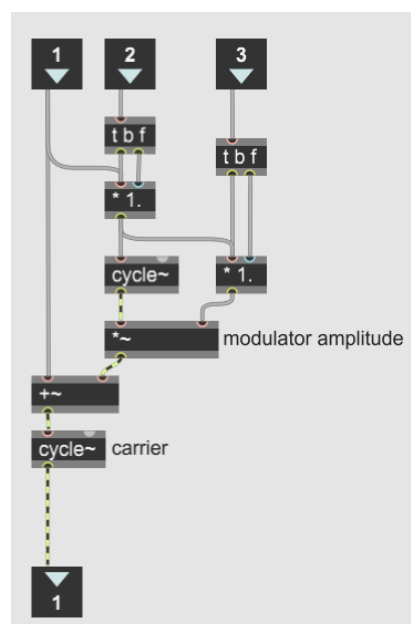 1 2 3
t b f
t b f
* 1.
cycle~ * 1.
*~ modulator amplitude
+~
cycle~ carrier
1